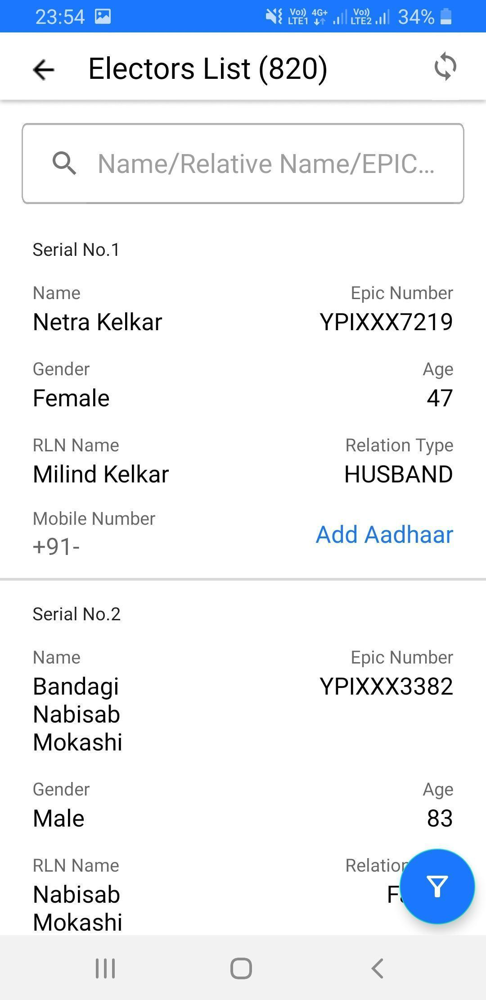 23:54 Vo)) LTE1 4G+ Vo)) LTE2 34%
Electors List (820)
Name/Relative Name/EPIC...
Serial No.1
Name Epic Number
Netra Kelkar YPIXXX7219
Gender Age
Female 47
RLN Name Relation Type
Milind Kelkar HUSBAND
Mobile Number
+91- Add Aadhaar
Serial No.2
Name Epic Number
Bandagi YPIXXX3382
Nabisab
Mokashi
Gender Age
Male 83
RLN Name
Nabisab
Mokashi